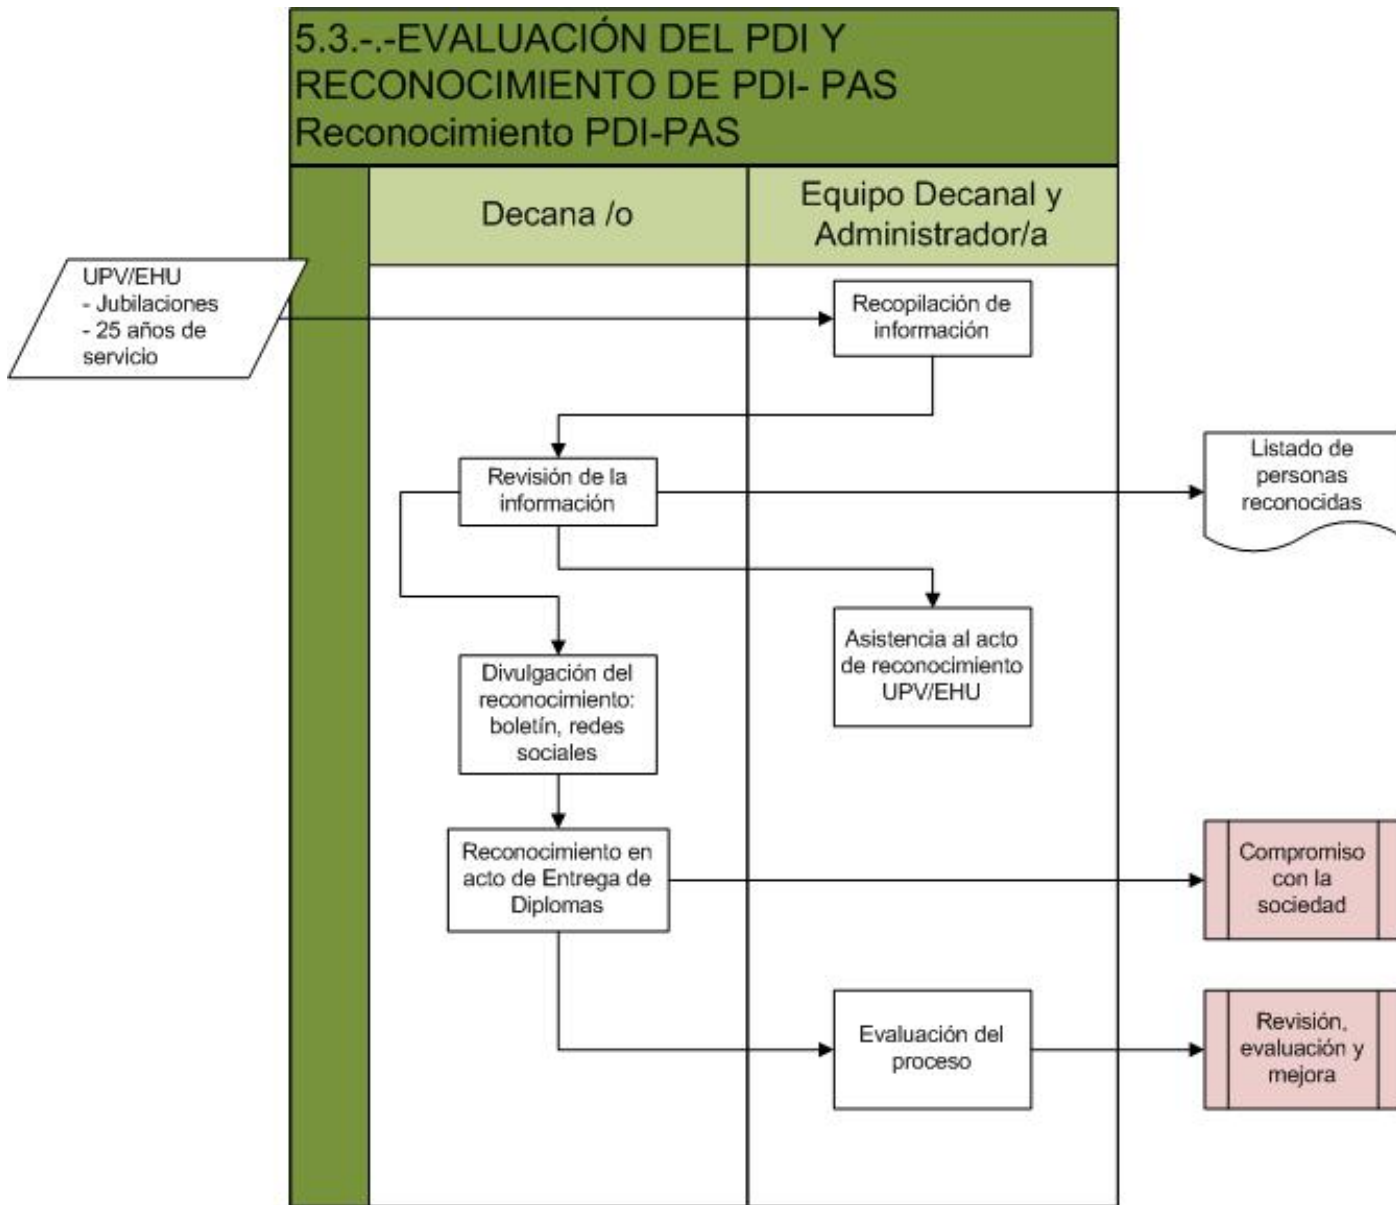 5.3.-.-EVALUACIÓN DEL PDI Y
RECONOCIMIENTO DE PDI- PAS
Reconocimiento PDI-PAS
Decana /o
Equipo Decanal y
Administrador/a
UPV/EHU
- Jubilaciones
- 25 años de
servicio
Recopilación de
información
Revisión de la
información
Listado de
personas
reconocidas
Asistencia al acto
de reconocimiento
UPV/EHU
Divulgación del
reconocimiento:
boletín, redes
sociales
Reconocimiento en
acto de Entrega de
Diplomas
Compromiso
con la
sociedad
Evaluación del
proceso
Revisión,
evaluación y
mejora